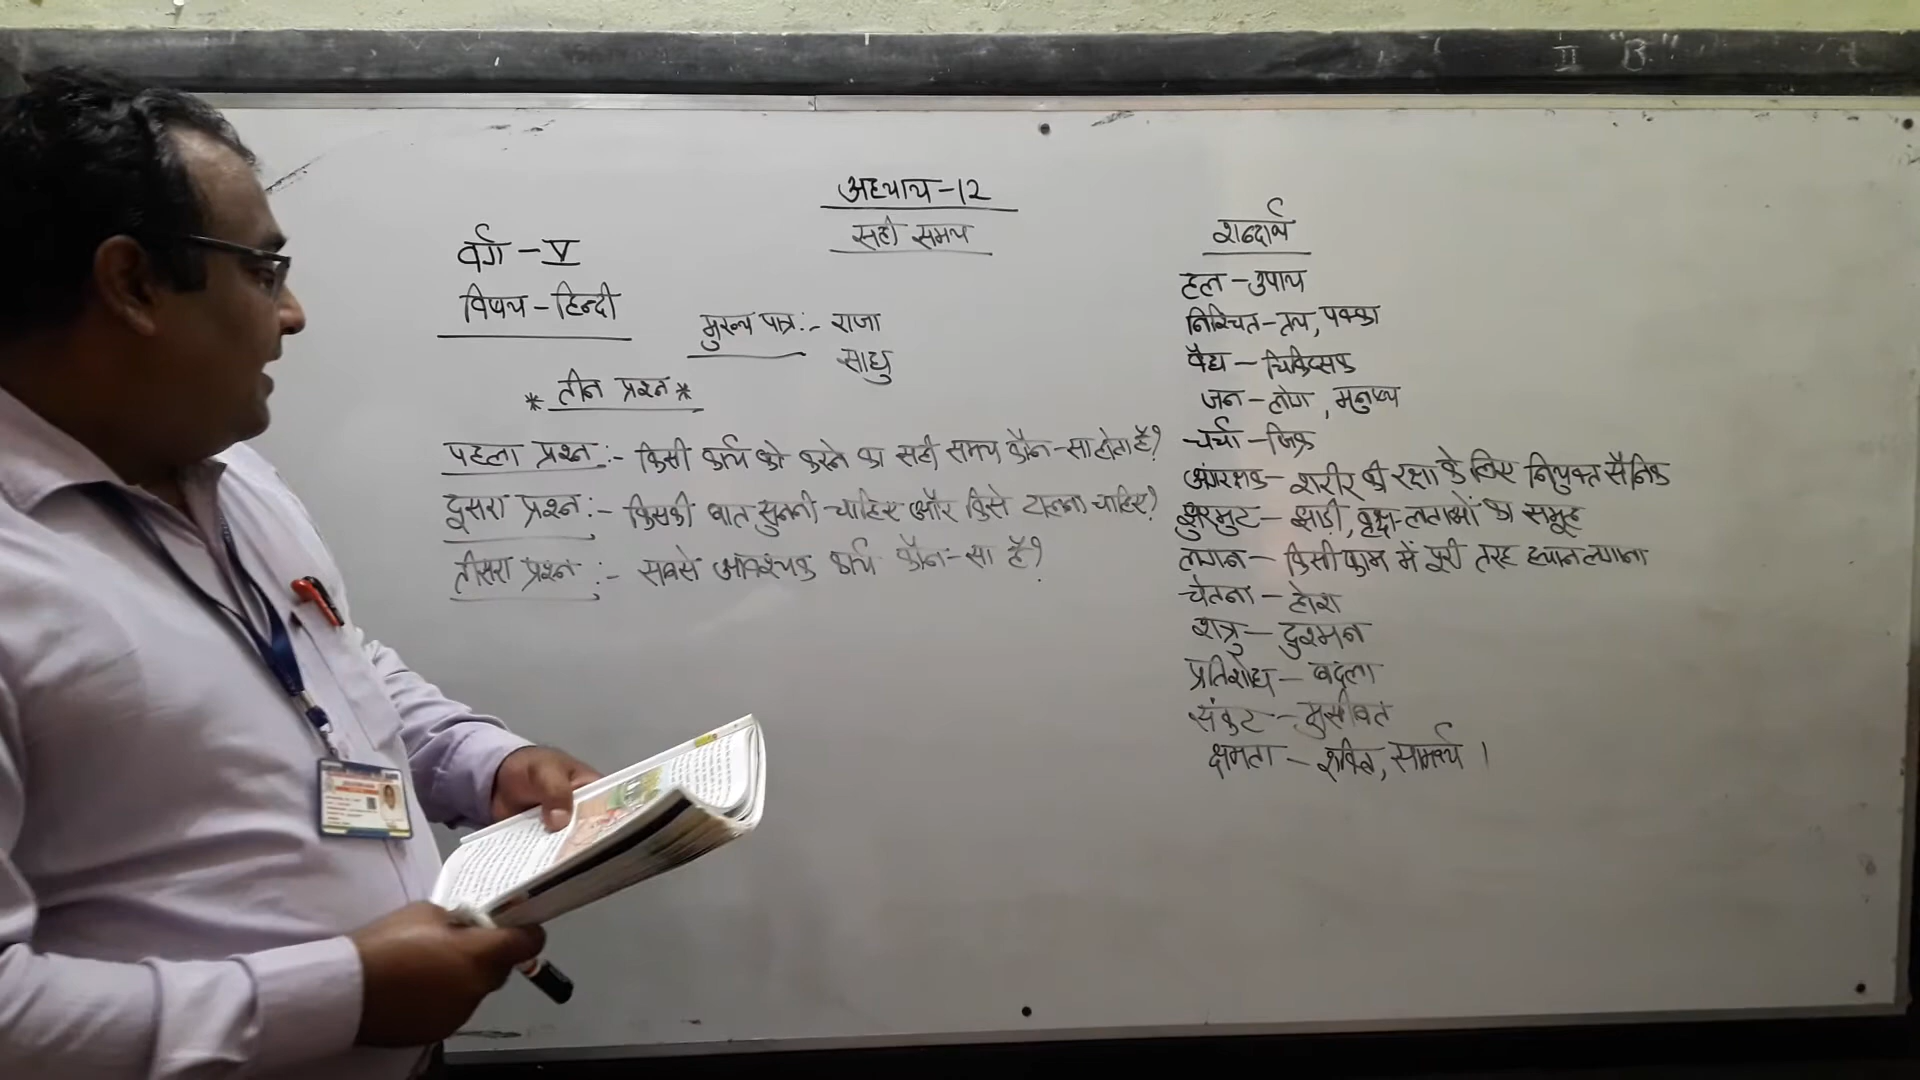 II "B"
अध्याय-12
सही समय
वर्ग - V
विषय - हिन्दी
मुख्य पात्र :- राजा
साधु
* तीन प्रश्न *
पहला प्रश्न :- किसी कार्य को करने का सही समय कौन-सा होता है?
दूसरा प्रश्न :- किसकी बात सुननी चाहिए और किसे टालना चाहिए?
तीसरा प्रश्न :- सबसे आवश्यक कार्य कौन-सा है?
शब्दार्थ
हल - उपाय
निश्चित - तय, पक्का
वैद्य - चिकित्सक
जन - लोग, मनुष्य
चर्चा - जिक्र
अंगरक्षक - शरीर की रक्षा के लिए नियुक्त सैनिक
झुरमुट - झाड़ी, वृक्ष-लताओं का समूह
लगन - किसी काम में पूरी तरह ध्यान लगाना
चेतना - होश
शत्रु - दुश्मन
प्रतिशोध - बदला
संकट - मुसीबत
क्षमता - शक्ति, सामर्थ्य ।